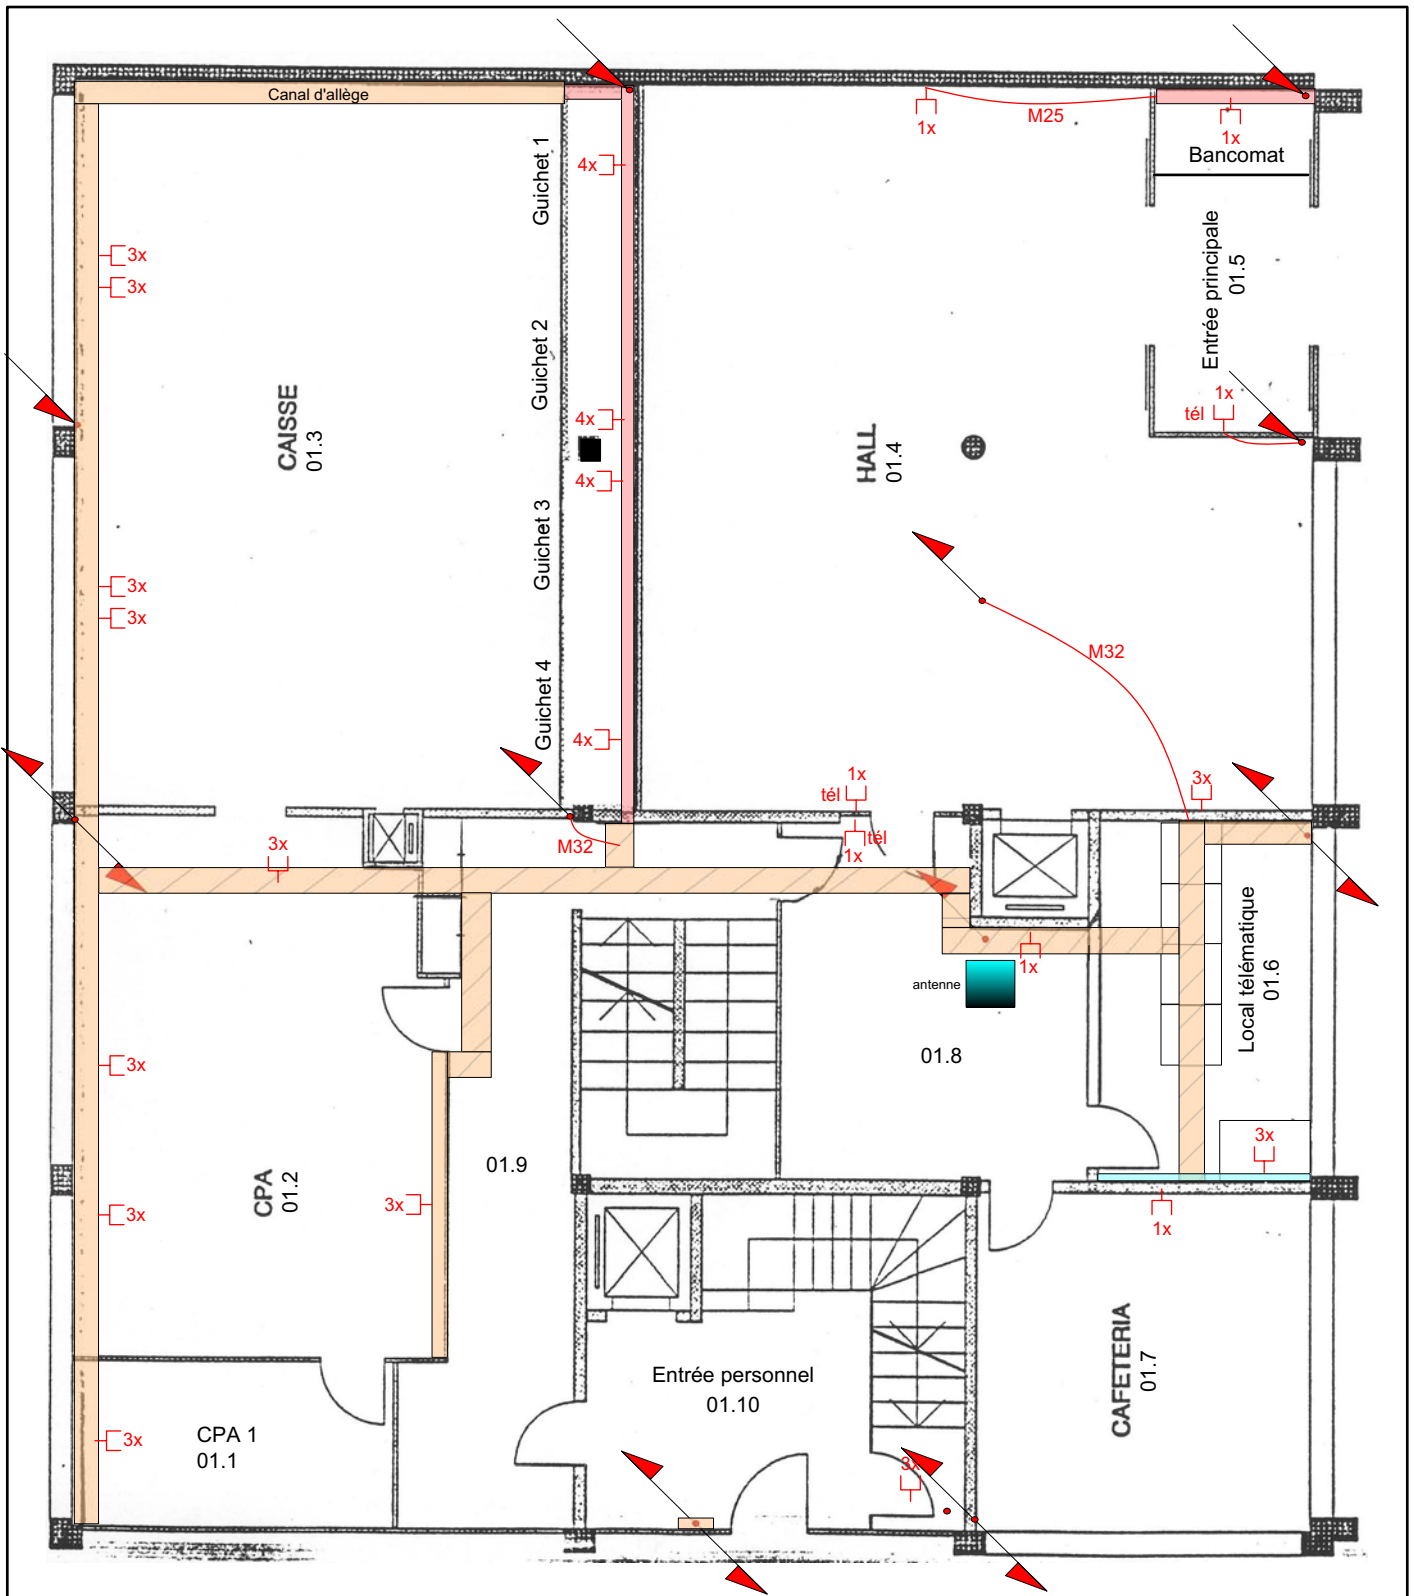 Canal d'allège
1x
M25
1x
Bancomat
Guichet 1
4x
Entrée principale
01.5
3x
3x
Guichet 2
CAISSE
01.3
4x
1x
tél
HALL
01.4
4x
Guichet 3
3x
3x
M32
Guichet 4
4x
1x
tél
3x
3x
M32
tél
1x
1x
antenne
Local télématique
01.6
01.8
3x
3x
01.9
CPA
01.2
3x
3x
1x
Entrée personnel
01.10
CAFETERIA
01.7
CPA 1
01.1
3x
3x